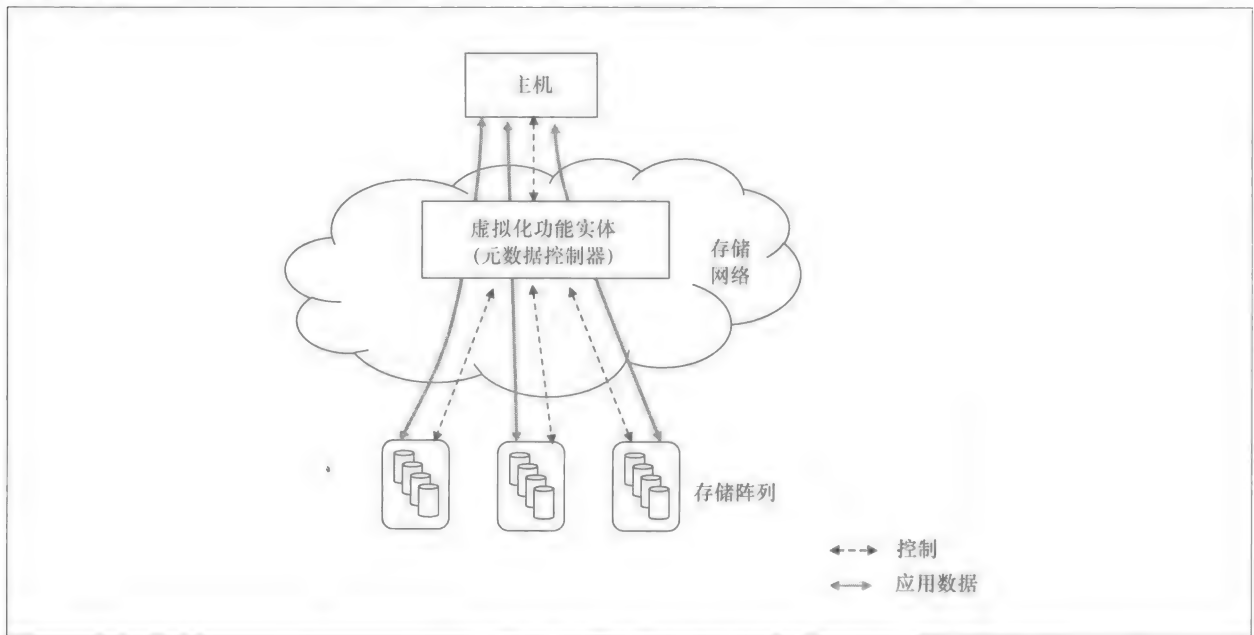 主机
虚拟化功能实体
(元数据控制器)
存储
网络
存储阵列
控制
应用数据